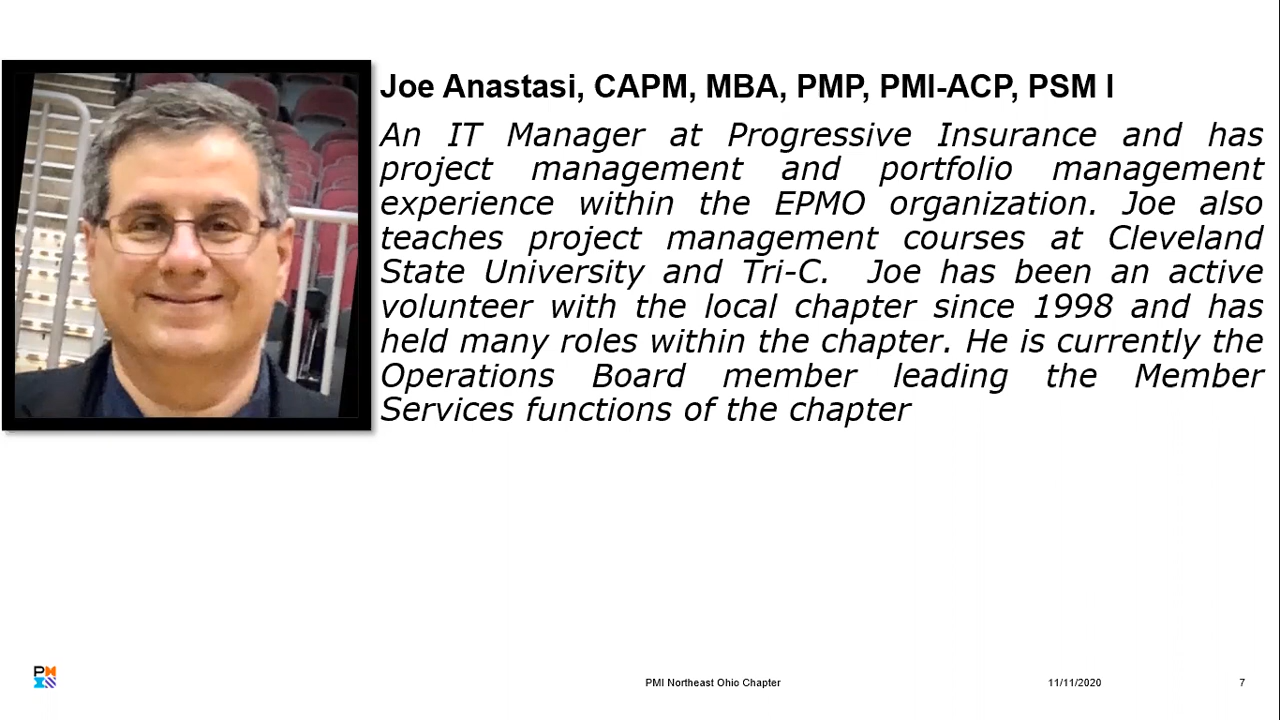 Joe Anastasi, CAPM, MBA, PMP, PMI-ACP, PSM I
An IT Manager at Progressive Insurance and has
project management and portfolio management
experience within the EPMO organization. Joe also
teaches project management courses at Cleveland
State University and Tri-C.  Joe has been an active
volunteer with the local chapter since 1998 and has
held many roles within the chapter. He is currently the
Operations Board member leading the Member
Services functions of the chapter
PMI Northeast Ohio Chapter
11/11/2020
7